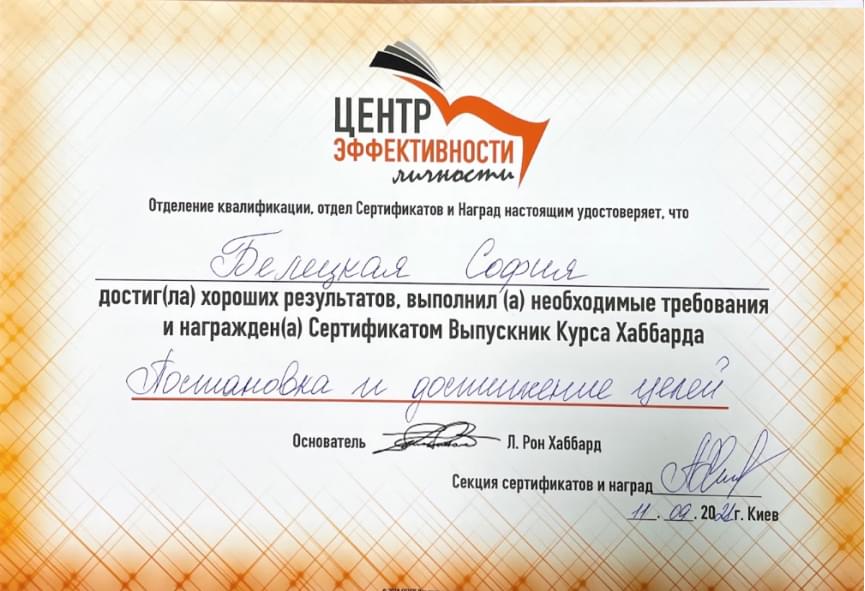 ЦЕНТР
ЭФФЕКТИВНОСТИ
личности
Отделение квалификации, отдел Сертификатов и Наград настоящим удостоверяет, что
Белецкая София
достиг(ла) хороших результатов, выполнил (а) необходимые требования
и награжден(а) Сертификатом Выпускник Курса Хаббарда
Постановка и достижение целей
Основатель Л. Рон Хаббард
Секция сертификатов и наград
11 . 09 . 2021г. Киев